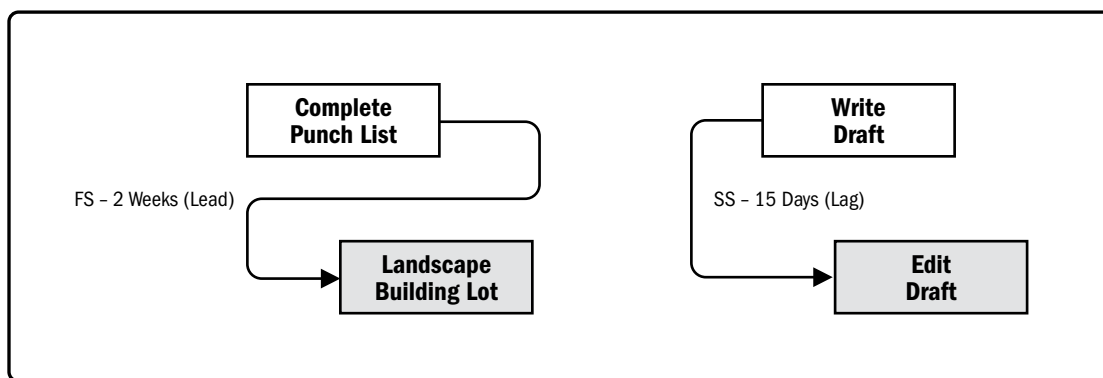 Complete
Punch List
FS – 2 Weeks (Lead)
Landscape
Building Lot
Write
Draft
SS – 15 Days (Lag)
Edit
Draft